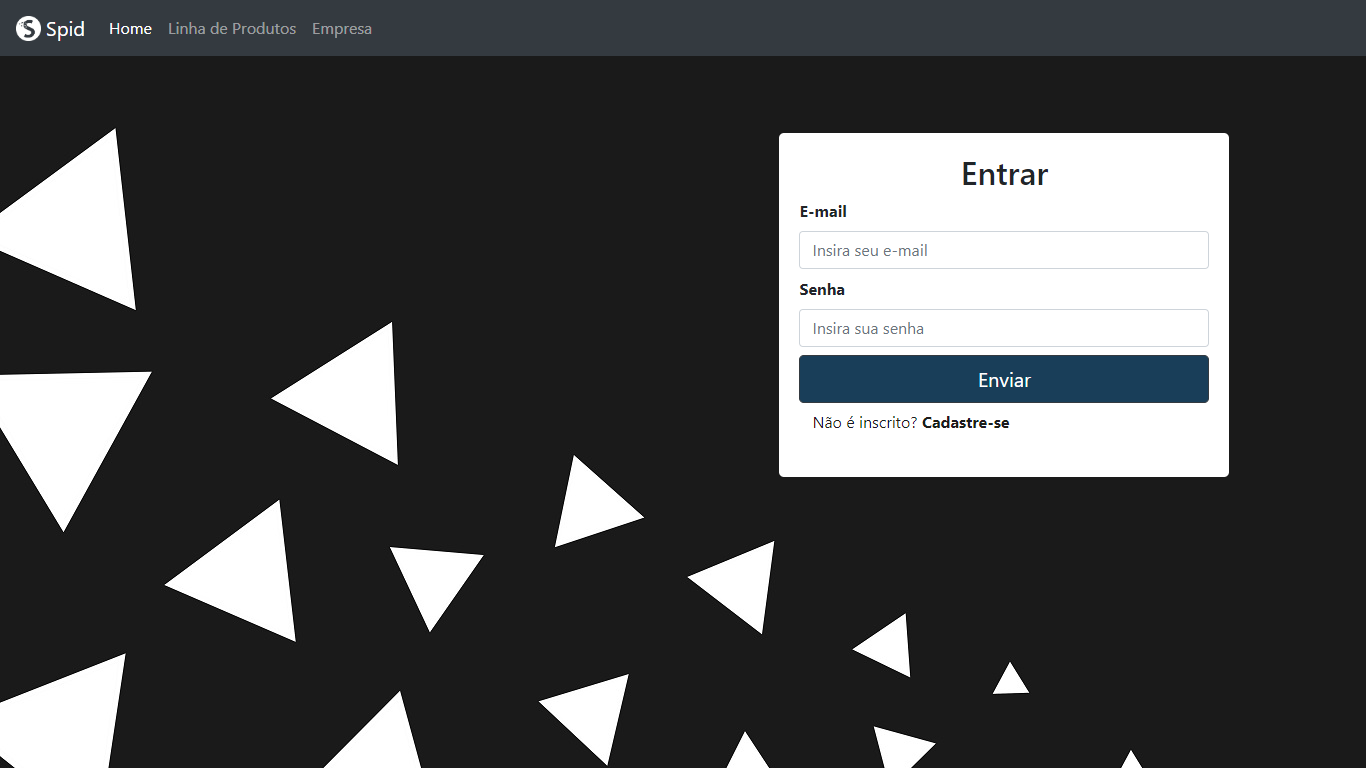 Spid Home Linha de Produtos Empresa
Entrar
E-mail
Insira seu e-mail
Senha
Insira sua senha
Enviar
Não é inscrito? Cadastre-se